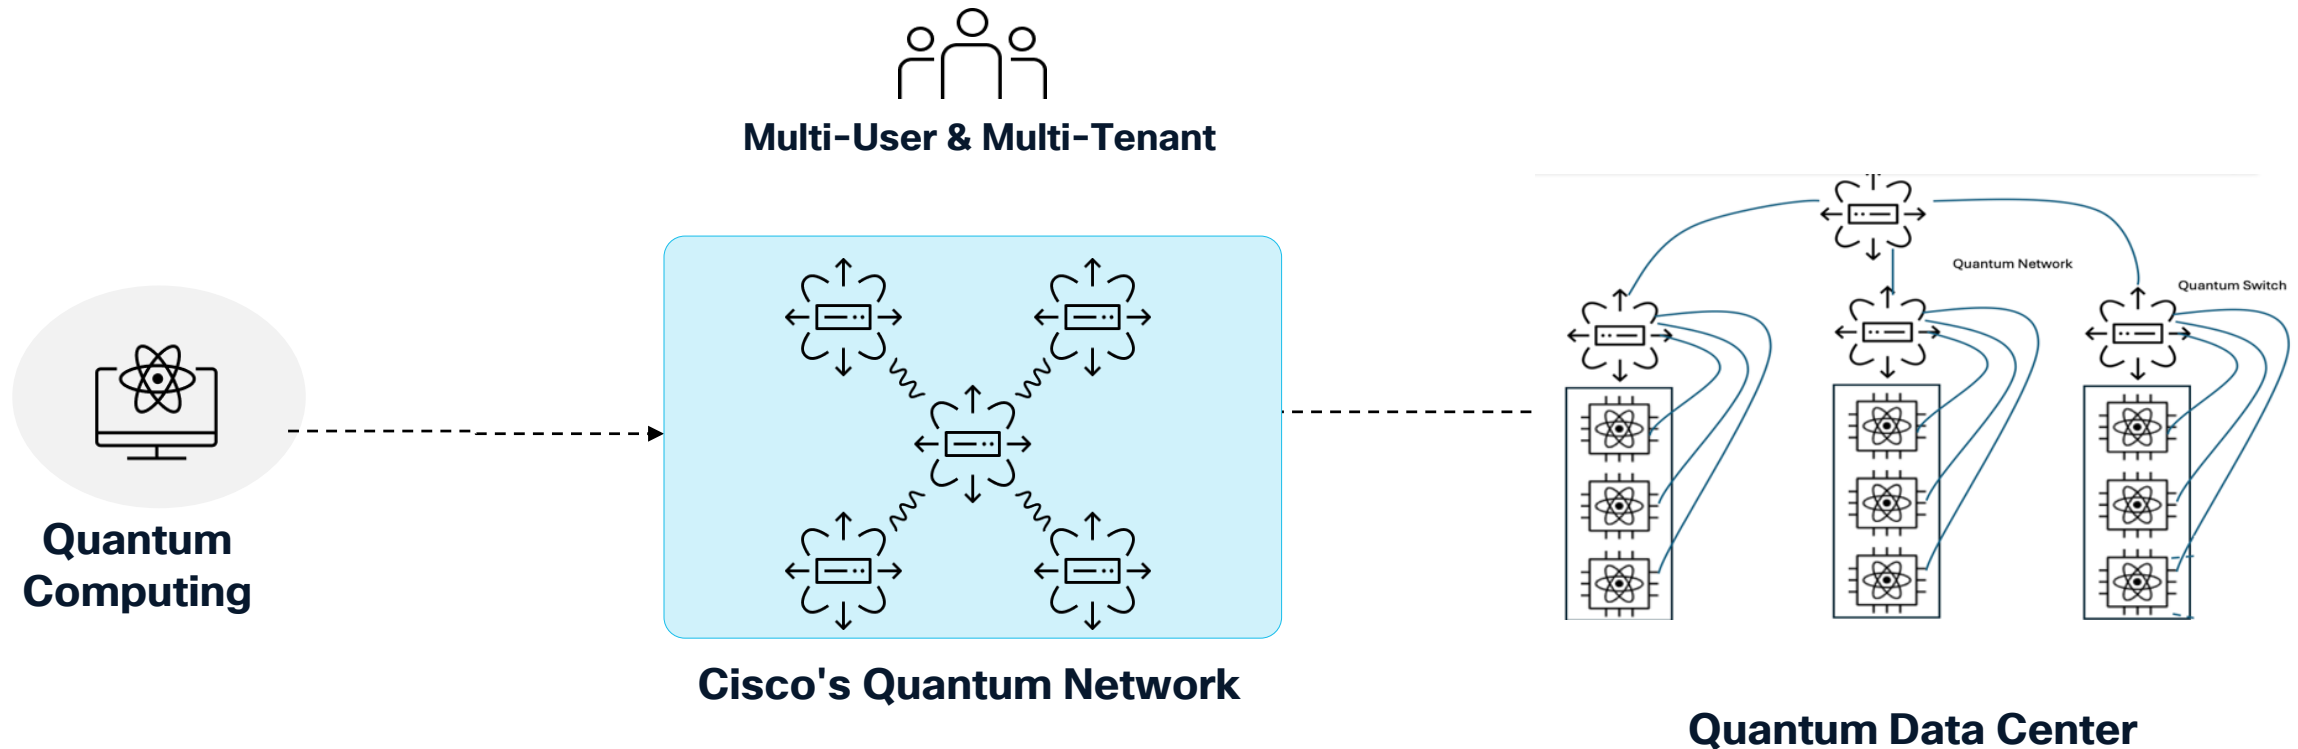 Multi-User & Multi-Tenant
Quantum Network
Quantum Switch
Quantum
Computing
Cisco's Quantum Network
Quantum Data Center